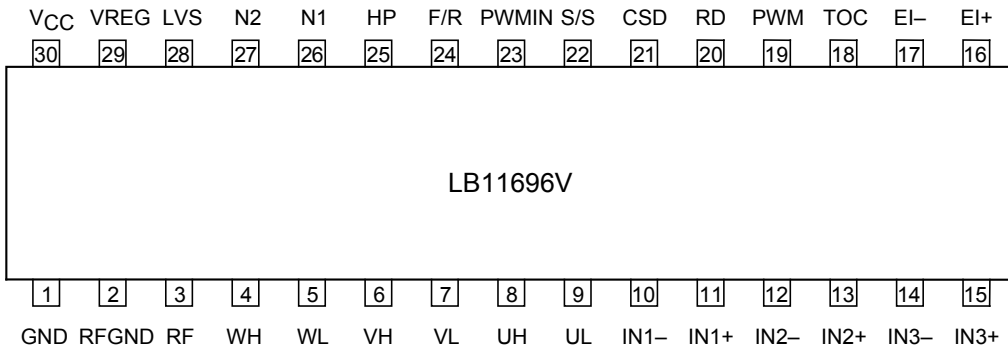 VCC VREG LVS N2 N1 HP F/R PWMIN S/S CSD RD PWM TOC EI– EI+
30 29 28 27 26 25 24 23 22 21 20 19 18 17 16
LB11696V
1 2 3 4 5 6 7 8 9 10 11 12 13 14 15
GND RFGND RF WH WL VH VL UH UL IN1– IN1+ IN2– IN2+ IN3– IN3+